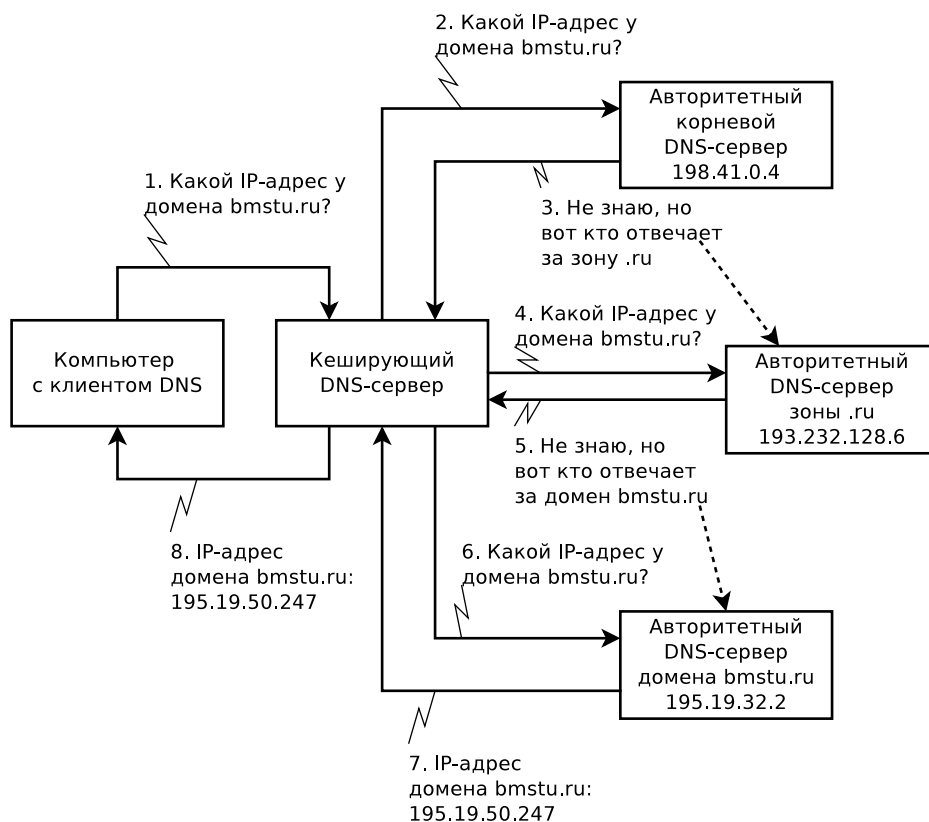 2. Какой IP-адрес у
домена bmstu.ru?
Авторитетный
корневой
DNS-сервер
198.41.0.4
1. Какой IP-адрес у
домена bmstu.ru?
3. Не знаю, но
вот кто отвечает
за зону .ru
4. Какой IP-адрес у
домена bmstu.ru?
Компьютер
с клиентом DNS
Кеширующий
DNS-сервер
Авторитетный
DNS-сервер
зоны .ru
193.232.128.6
5. Не знаю, но
вот кто отвечает
за домен bmstu.ru
8. IP-адрес
домена bmstu.ru:
195.19.50.247
6. Какой IP-адрес у
домена bmstu.ru?
Авторитетный
DNS-сервер
домена bmstu.ru
195.19.32.2
7. IP-адрес
домена bmstu.ru:
195.19.50.247